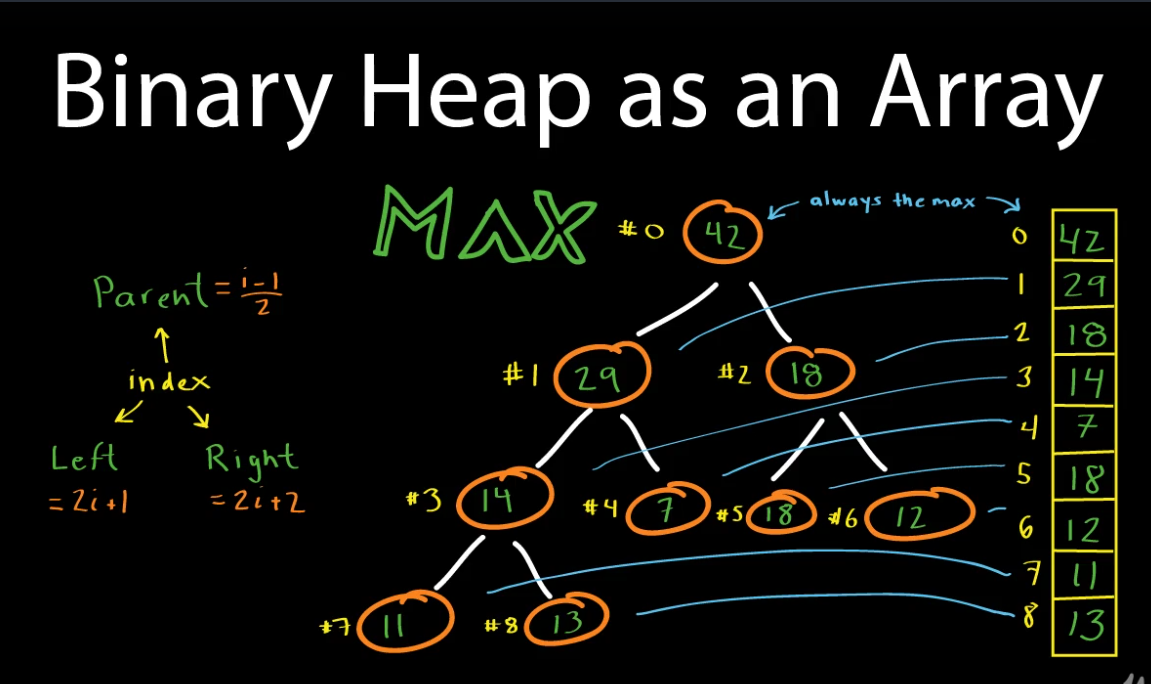 Binary Heap as an Array
MAX
always the max
#0 42
#1 29
#2 18
#3 14
#4 7
#5 18
#6 12
#7 11
#8 13
Parent = i-1/2
index
Left
= 2i+1
Right
= 2i+2
0 42
1 29
2 18
3 14
4 7
5 18
6 12
7 11
8 13